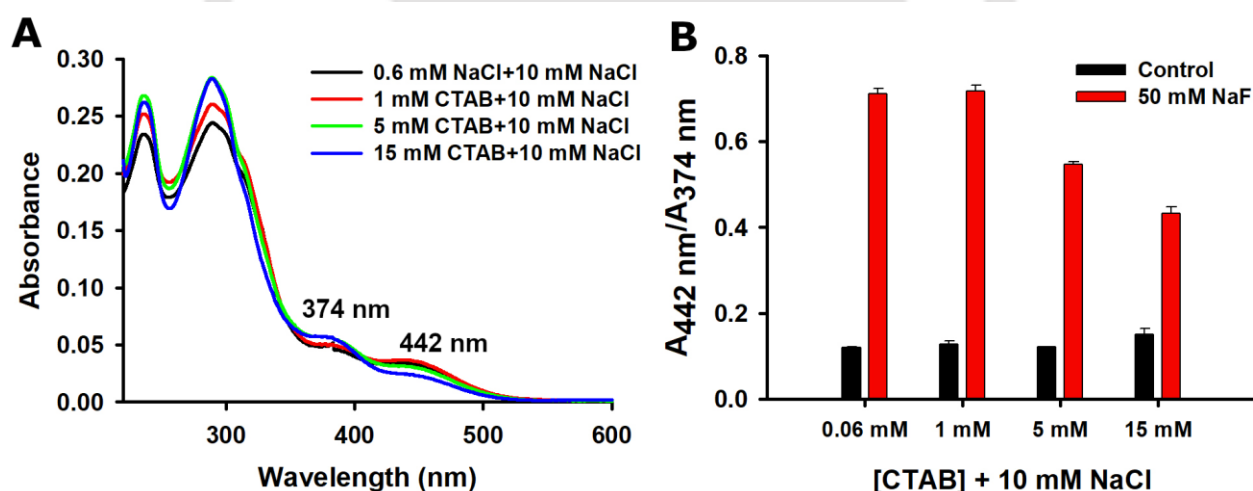 A
0.6 mM NaCl+10 mM NaCl
1 mM CTAB+10 mM NaCl
5 mM CTAB+10 mM NaCl
15 mM CTAB+10 mM NaCl
0.30
0.25
0.20
0.15
0.10
0.05
0.00
Absorbance
374 nm
442 nm
300
400
500
600
Wavelength (nm)
B
Control
50 mM NaF
0.8
0.6
0.4
0.2
0.0
A442 nm/A374 nm
0.06 mM
1 mM
5 mM
15 mM
[CTAB] + 10 mM NaCl